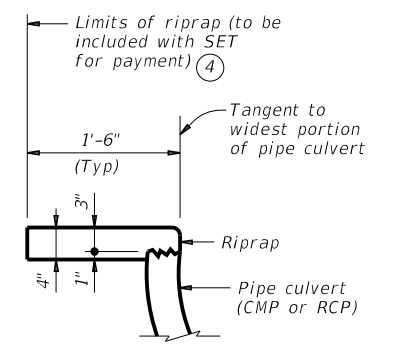 Limits of riprap (to be
included with SET
for payment) 4
Tangent to
widest portion
of pipe culvert
1'-6"
(Typ)
3"
Riprap
4"
1"
Pipe culvert
(CMP or RCP)